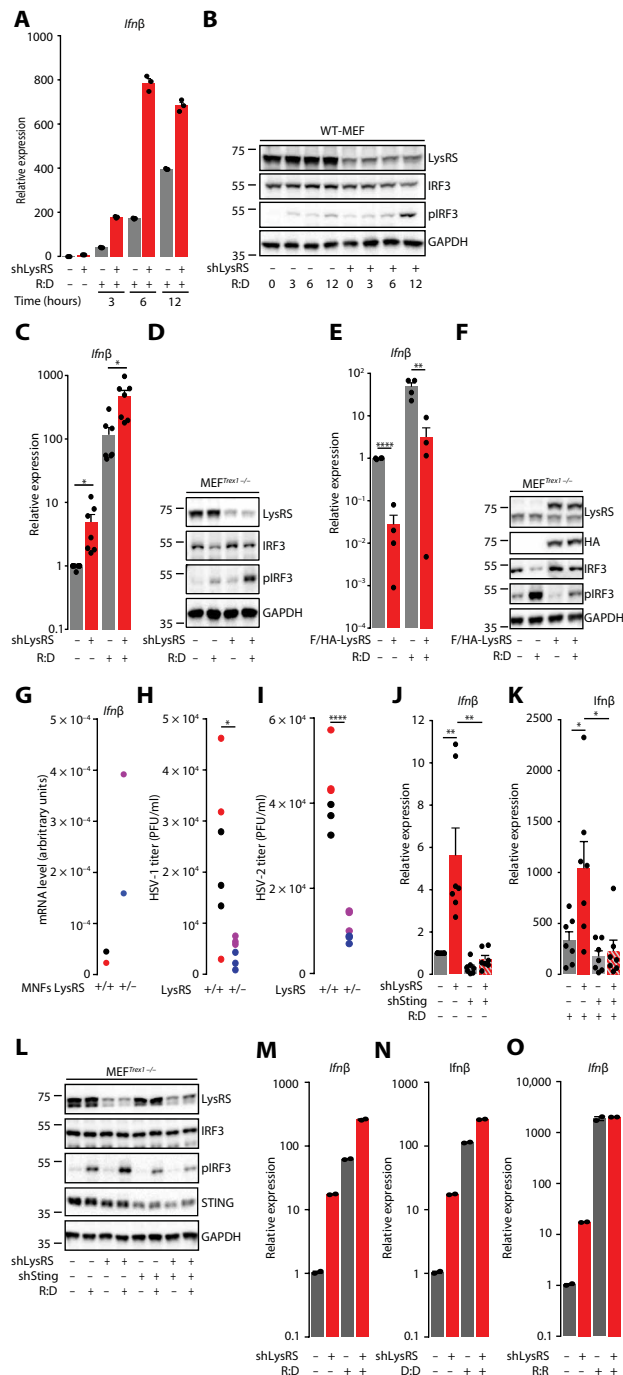 A
Ifnβ
Relative expression
1000
800
600
400
200
0
shLysRS – + – + – + – +
R:D – – + + + + + +
Time (hours) 3 6 12
B
WT-MEF
75
LysRS
55
IRF3
55
pIRF3
35
GAPDH
shLysRS – – – – + + + +
R:D 0 3 6 12 0 3 6 12
C
Ifnβ
Relative expression
1000
100
10
1
0.1
* *
shLysRS – + – +
R:D – – + +
D
MEFTrex1 –/–
75
LysRS
55
IRF3
55
pIRF3
35
GAPDH
shLysRS – – + +
R:D – + – +
E
Ifnβ
Relative expression
100
10
1
10-1
10-2
10-3
10-4
**** **
F/HA-LysRS – + – +
R:D – – + +
F
MEFTrex1 –/–
75
LysRS
75
HA
55
IRF3
55
pIRF3
35
GAPDH
F/HA-LysRS – – + +
R:D – + – +
G
Ifnβ
mRNA level (arbritrary units)
5 × 10-4
4 × 10-4
3 × 10-4
2 × 10-4
10-4
0
MNFs LysRS +/+ +/–
H
HSV-1 titer (PFU/ml)
5 × 104
4 × 104
3 × 104
2 × 104
104
0
*
LysRS +/+ +/–
I
HSV-2 titer (PFU/ml)
6 × 104
4 × 104
2 × 104
0
****
LysRS +/+ +/–
J
Ifnβ
Relative expression
12
10
8
6
4
2
0
** **
shLysRS – + – +
shSting – – + +
R:D – – – –
K
Ifnβ
Relative expression
2500
2000
1500
1000
500
0
* *
– + – +
– – + +
+ + + +
L
MEFTrex1 –/–
75
LysRS
55
IRF3
55
pIRF3
35
STING
35
GAPDH
shLysRS – – + + – – + +
shSting – – – – + + + +
R:D – + – + – + – +
M
Ifnβ
Relative expression
1000
100
10
1
0.1
shLysRS – + – +
R:D – – + +
N
Ifnβ
Relative expression
1000
100
10
1
0.1
shLysRS – + – +
D:D – – + +
O
Ifnβ
Relative expression
10,000
1000
100
10
1
0.1
shLysRS – + – +
R:R – – + +